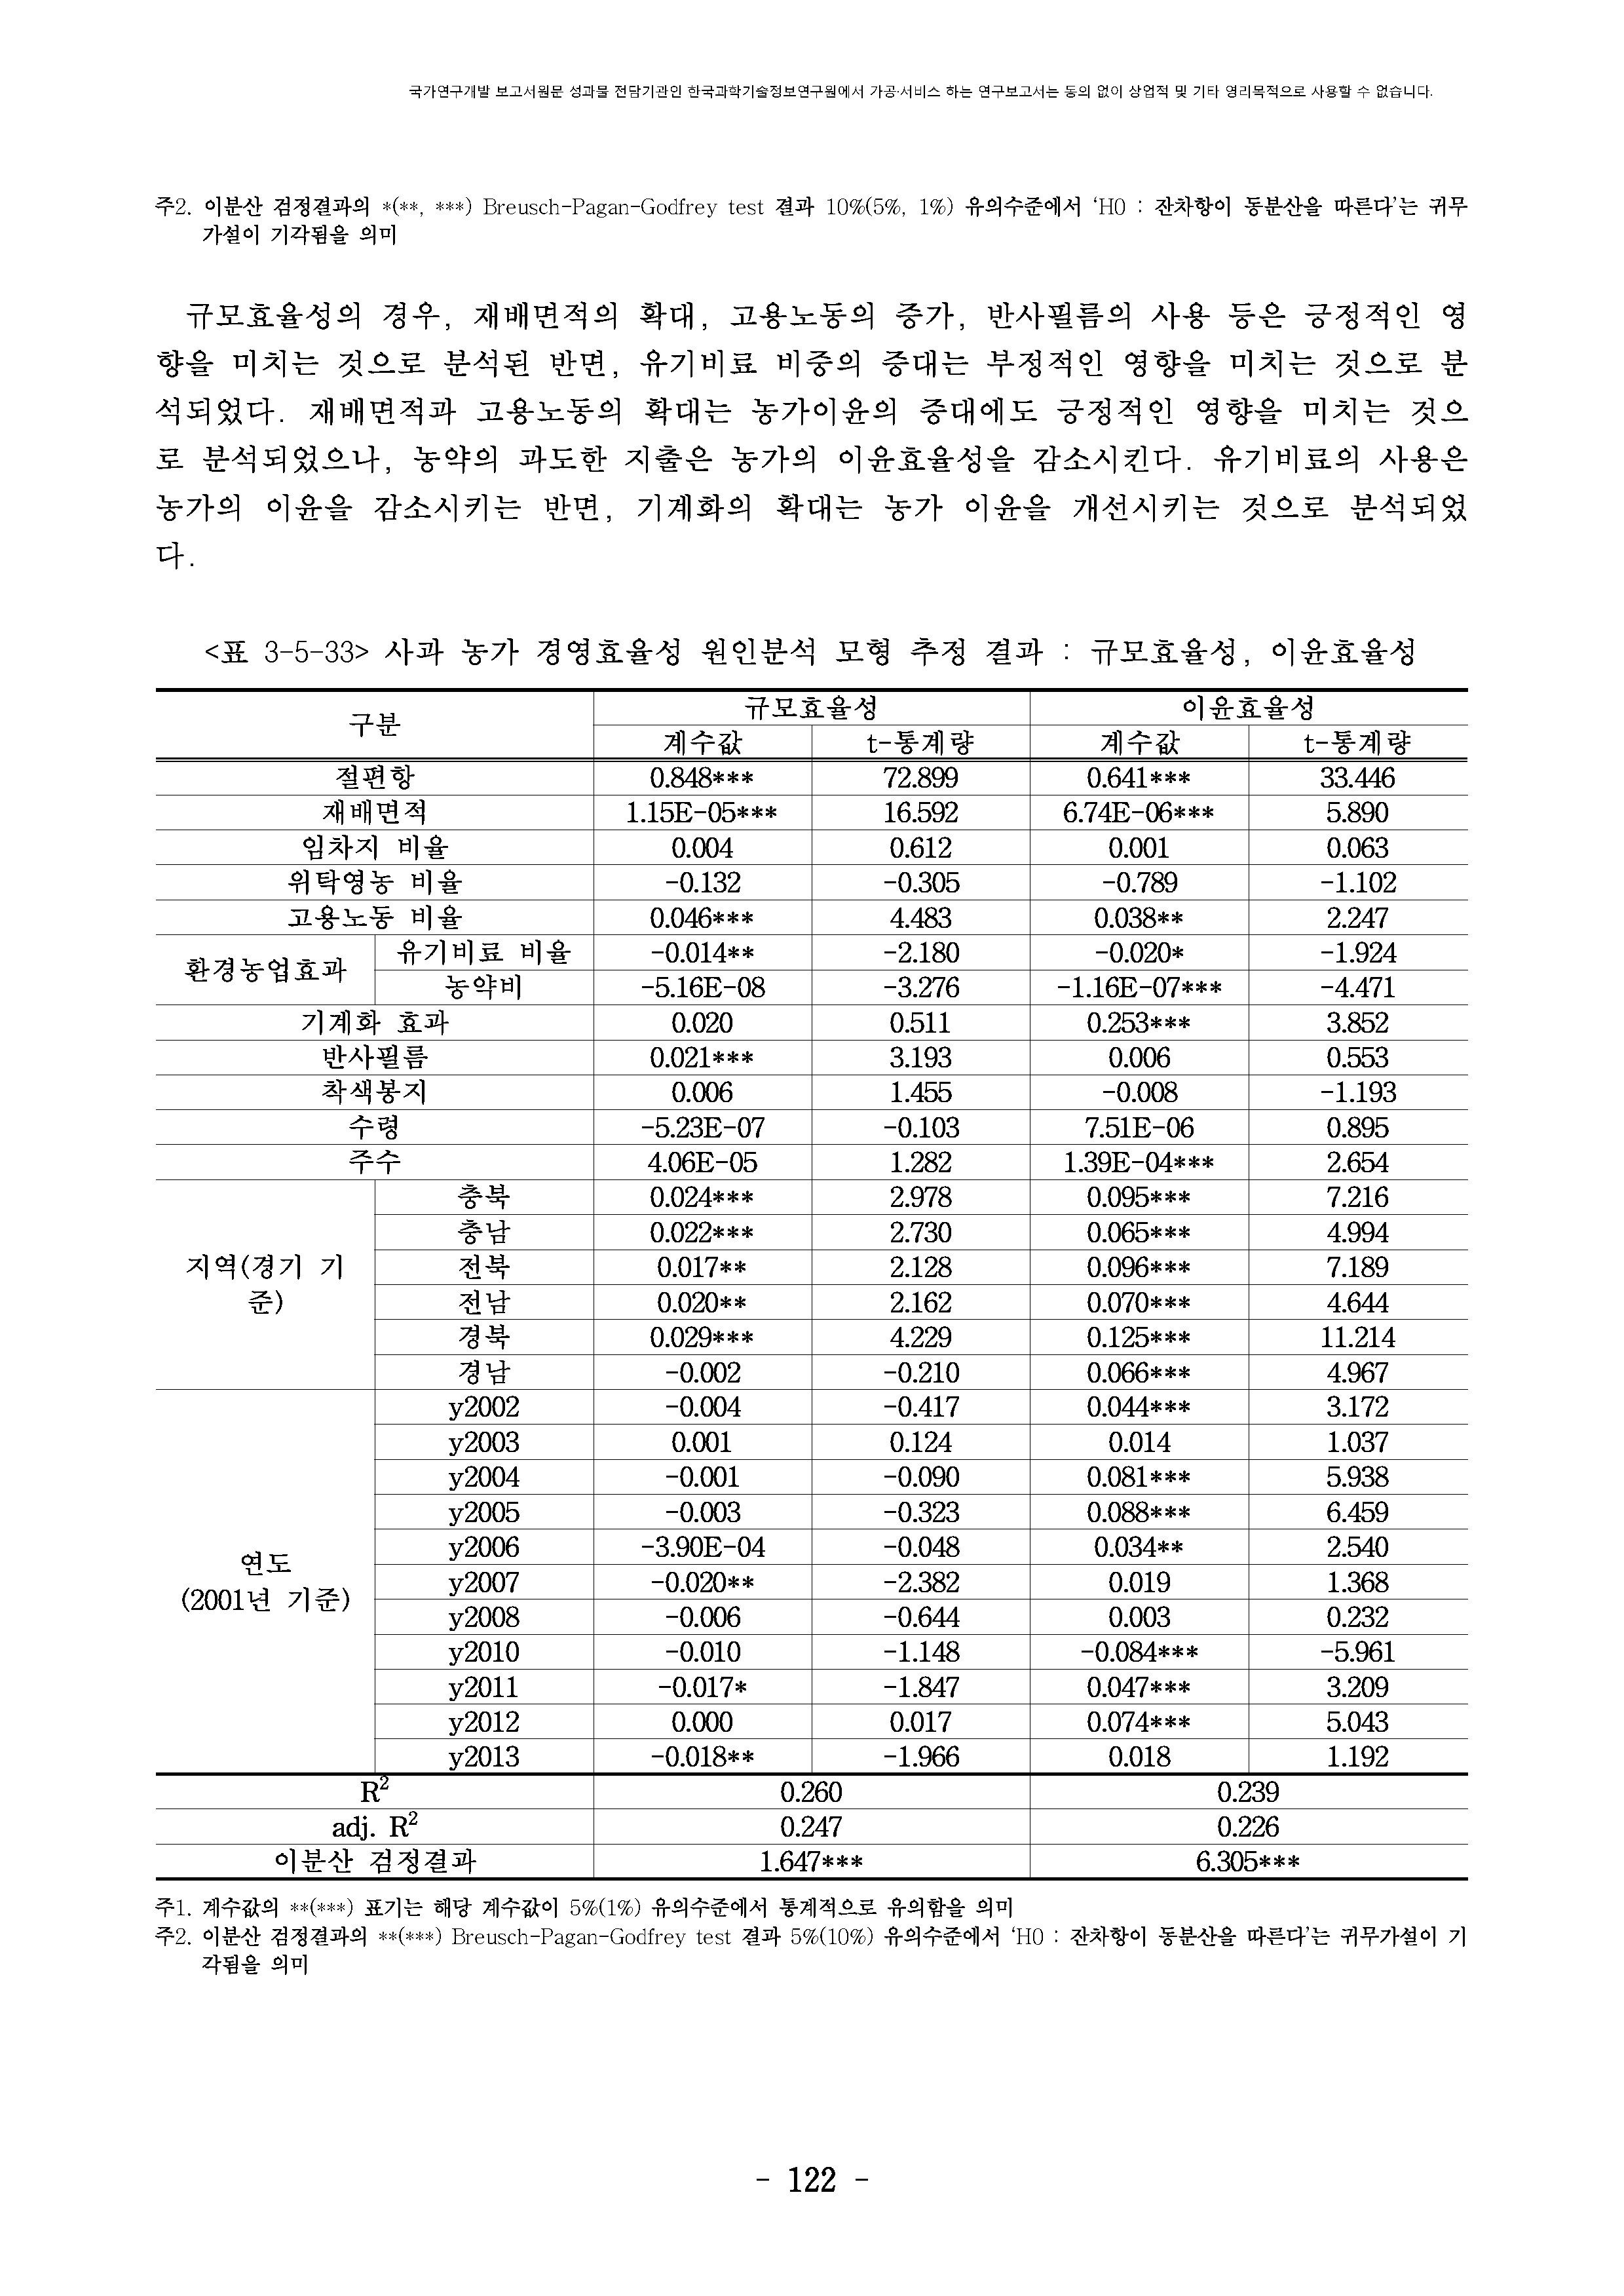 국가연구개발 보고서원문 성과물 전담기관인 한국과학기술정보연구원에서 가공·서비스 하는 연구보고서는 동의 없이 상업적 및 기타 영리목적으로 사용할 수 없습니다.
주2. 이분산 검정결과의 *(**, ***) Breusch-Pagan-Godfrey test 결과 10%(5%, 1%) 유의수준에서 ‘H0 : 잔차항이 동분산을 따른다’는 귀무
가설이 기각됨을 의미
규모효율성의 경우, 재배면적의 확대, 고용노동의 증가, 반사필름의 사용 등은 긍정적인 영
향을 미치는 것으로 분석된 반면, 유기비료 비중의 증대는 부정적인 영향을 미치는 것으로 분
석되었다. 재배면적과 고용노동의 확대는 농가이윤의 증대에도 긍정적인 영향을 미치는 것으
로 분석되었으나, 농약의 과도한 지출은 농가의 이윤효율성을 감소시킨다. 유기비료의 사용은
농가의 이윤을 감소시키는 반면, 기계화의 확대는 농가 이윤을 개선시키는 것으로 분석되었
다.
<표 3-5-33> 사과 농가 경영효율성 원인분석 모형 추정 결과 : 규모효율성, 이윤효율성
구분 규모효율성 이윤효율성
계수값 t-통계량 계수값 t-통계량
절편항 0.848*** 72.899 0.641*** 33.446
재배면적 1.15E-05*** 16.592 6.74E-06*** 5.890
임차지 비율 0.004 0.612 0.001 0.063
위탁영농 비율 -0.132 -0.305 -0.789 -1.102
고용노동 비율 0.046*** 4.483 0.038** 2.247
환경농업효과 유기비료 비율 -0.014** -2.180 -0.020* -1.924
농약비 -5.16E-08 -3.276 -1.16E-07*** -4.471
기계화 효과 0.020 0.511 0.253*** 3.852
반사필름 0.021*** 3.193 0.006 0.553
착색봉지 0.006 1.455 -0.008 -1.193
수령 -5.23E-07 -0.103 7.51E-06 0.895
주수 4.06E-05 1.282 1.39E-04*** 2.654
지역(경기 기
준)
충북 0.024*** 2.978 0.095*** 7.216
충남 0.022*** 2.730 0.065*** 4.994
전북 0.017** 2.128 0.096*** 7.189
전남 0.020** 2.162 0.070*** 4.644
경북 0.029*** 4.229 0.125*** 11.214
경남 -0.002 -0.210 0.066*** 4.967
연도
(2001년 기준)
y2002 -0.004 -0.417 0.044*** 3.172
y2003 0.001 0.124 0.014 1.037
y2004 -0.001 -0.090 0.081*** 5.938
y2005 -0.003 -0.323 0.088*** 6.459
y2006 -3.90E-04 -0.048 0.034** 2.540
y2007 -0.020** -2.382 0.019 1.368
y2008 -0.006 -0.644 0.003 0.232
y2010 -0.010 -1.148 -0.084*** -5.961
y2011 -0.017* -1.847 0.047*** 3.209
y2012 0.000 0.017 0.074*** 5.043
y2013 -0.018** -1.966 0.018 1.192
R² 0.260 0.239
adj. R² 0.247 0.226
이분산 검정결과 1.647*** 6.305***
주1. 계수값의 **(***) 표기는 해당 계수값이 5%(1%) 유의수준에서 통계적으로 유의함을 의미
주2. 이분산 검정결과의 **(***) Breusch-Pagan-Godfrey test 결과 5%(10%) 유의수준에서 ‘H0 : 잔차항이 동분산을 따른다’는 귀무가설이 기
각됨을 의미
- 122 -